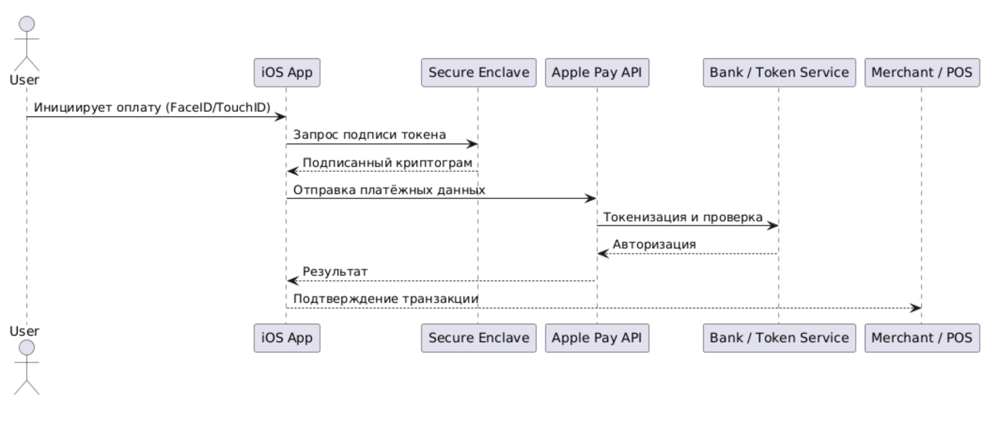 User
iOS App
Secure Enclave
Apple Pay API
Bank / Token Service
Merchant / POS
Инициирует оплату (FaceID/TouchID)
Запрос подписи токена
Подписанный криптограм
Отправка платёжных данных
Токенизация и проверка
Авторизация
Результат
Подтверждение транзакции
User
iOS App
Secure Enclave
Apple Pay API
Bank / Token Service
Merchant / POS